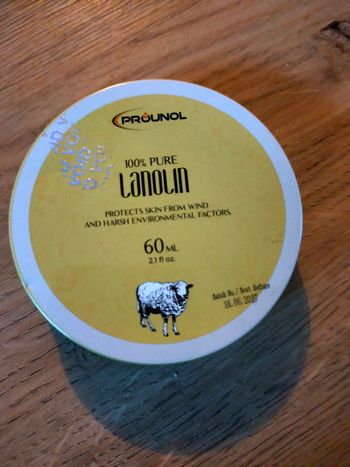 PROUNOL
100% PURE
LANOLIN
PROTECTS SKIN FROM WIND
AND HARSH ENVIRONMENTAL FACTORS.
60 ML
2.1 fl oz.
Batch No./ Best Before